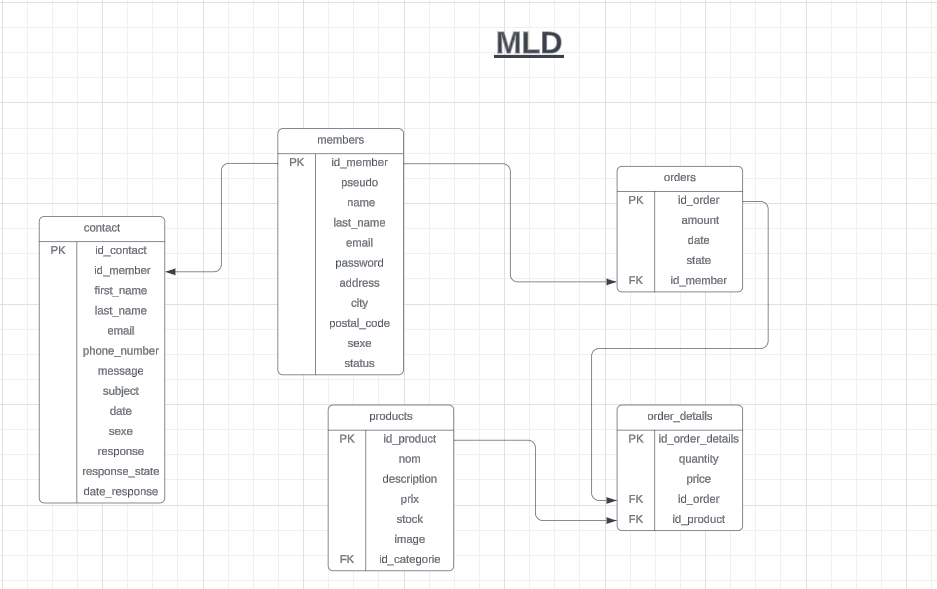 MLD
members
PK id_member
pseudo
name
last_name
email
password
address
city
postal_code
sexe
status
orders
PK id_order
amount
date
state
FK id_member
contact
PK id_contact
id_member
first_name
last_name
email
phone_number
message
subject
date
sexe
response
response_state
date_response
products
PK id_product
nom
description
prix
stock
image
FK id_categorie
order_details
PK id_order_details
quantity
price
FK id_order
FK id_product